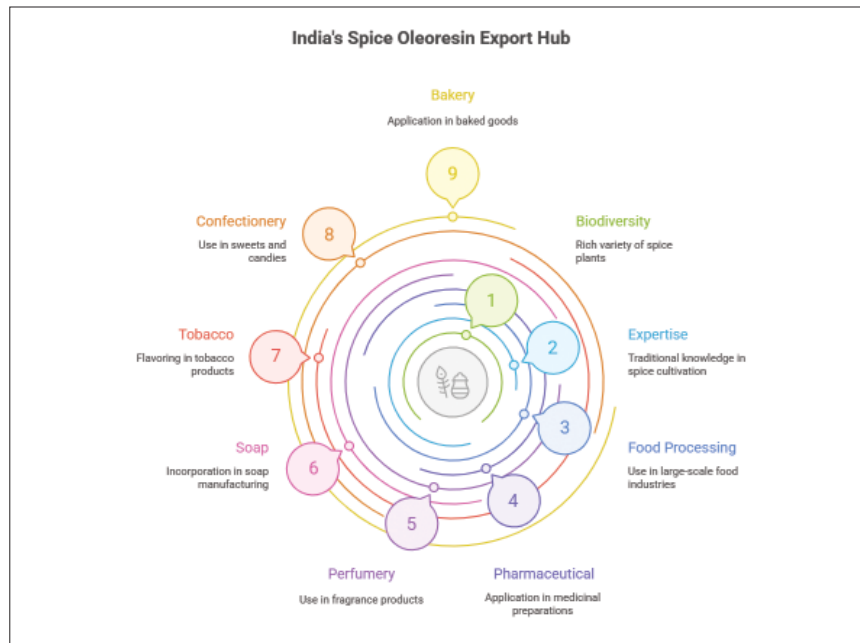 India's Spice Oleoresin Export Hub
Bakery
Application in baked goods
9
Confectionery
Use in sweets and
candies
8
Biodiversity
Rich variety of spice
plants
1
Tobacco
Flavoring in tobacco
products
7
Expertise
Traditional knowledge in
spice cultivation
2
Soap
Incorporation in soap
manufacturing
6
Food Processing
Use in large-scale food
industries
3
5
4
Perfumery
Use in fragrance products
Pharmaceutical
Application in medicinal
preparations